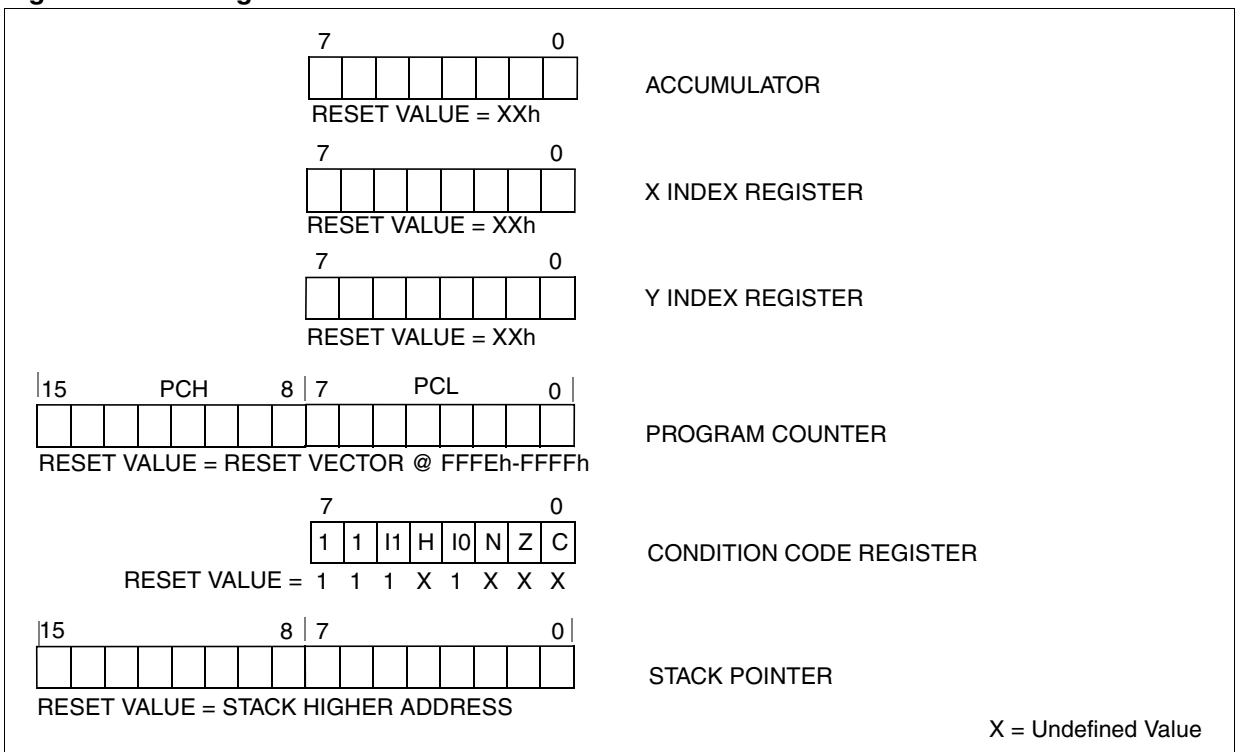 7 0
ACCUMULATOR
RESET VALUE = XXh
7 0
X INDEX REGISTER
RESET VALUE = XXh
7 0
Y INDEX REGISTER
RESET VALUE = XXh
15 PCH 8 7 PCL 0
PROGRAM COUNTER
RESET VALUE = RESET VECTOR @ FFFEh-FFFFh
7 0
1 1 I1 H I0 N Z C
CONDITION CODE REGISTER
RESET VALUE = 1 1 1 X 1 X X X
15 8 7 0
STACK POINTER
RESET VALUE = STACK HIGHER ADDRESS
X = Undefined Value